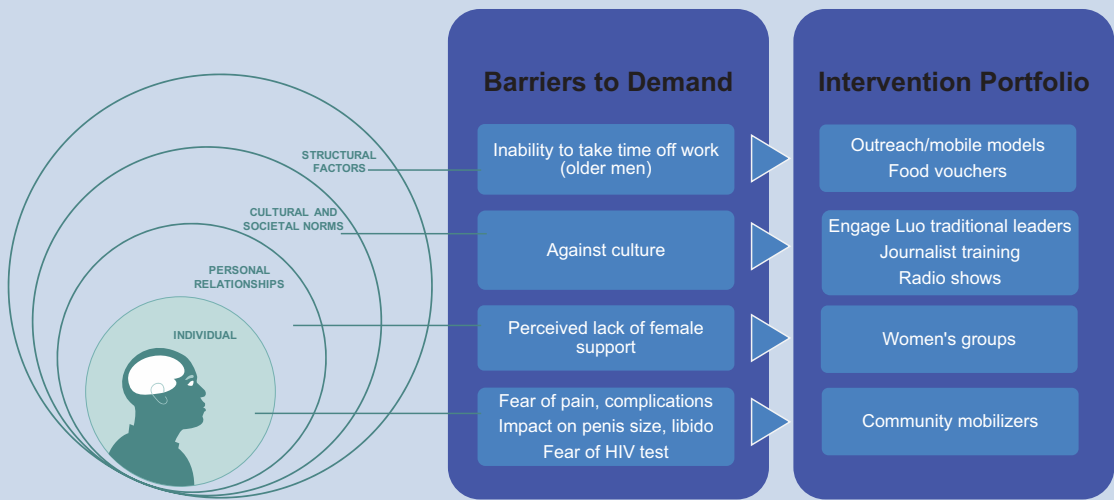 STRUCTURAL
FACTORS
CULTURAL AND
SOCIETAL NORMS
PERSONAL
RELATIONSHIPS
INDIVIDUAL
Barriers to Demand
Inability to take time off work
(older men)
Against culture
Perceived lack of female
support
Fear of pain, complications
Impact on penis size, libido
Fear of HIV test
Intervention Portfolio
Outreach/mobile models
Food vouchers
Engage Luo traditional leaders
Journalist training
Radio shows
Women's groups
Community mobilizers